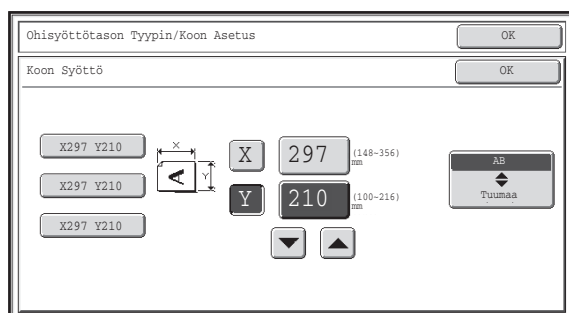 Ohisyöttötason Tyypin/Koon Asetus
OK
Koon Syöttö
OK
X297 Y210
X297 Y210
X297 Y210
X
Y
A
X
297
(148~356)
mm
Y
210
(100~216)
mm
AB
Tuumaa